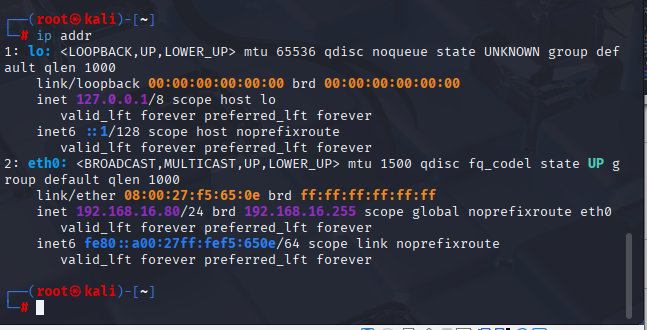 ┌──(root㉿kali)-[~]
└─# ip addr
1: lo: <LOOPBACK,UP,LOWER_UP> mtu 65536 qdisc noqueue state UNKNOWN group def
ault qlen 1000
    link/loopback 00:00:00:00:00:00 brd 00:00:00:00:00:00
    inet 127.0.0.1/8 scope host lo
       valid_lft forever preferred_lft forever
    inet6 ::1/128 scope host noprefixroute
       valid_lft forever preferred_lft forever
2: eth0: <BROADCAST,MULTICAST,UP,LOWER_UP> mtu 1500 qdisc fq_codel state UP g
roup default qlen 1000
    link/ether 08:00:27:f5:65:0e brd ff:ff:ff:ff:ff:ff
    inet 192.168.16.80/24 brd 192.168.16.255 scope global noprefixroute eth0
       valid_lft forever preferred_lft forever
    inet6 fe80::a00:27ff:fef5:650e/64 scope link noprefixroute
       valid_lft forever preferred_lft forever
┌──(root㉿kali)-[~]
└─#